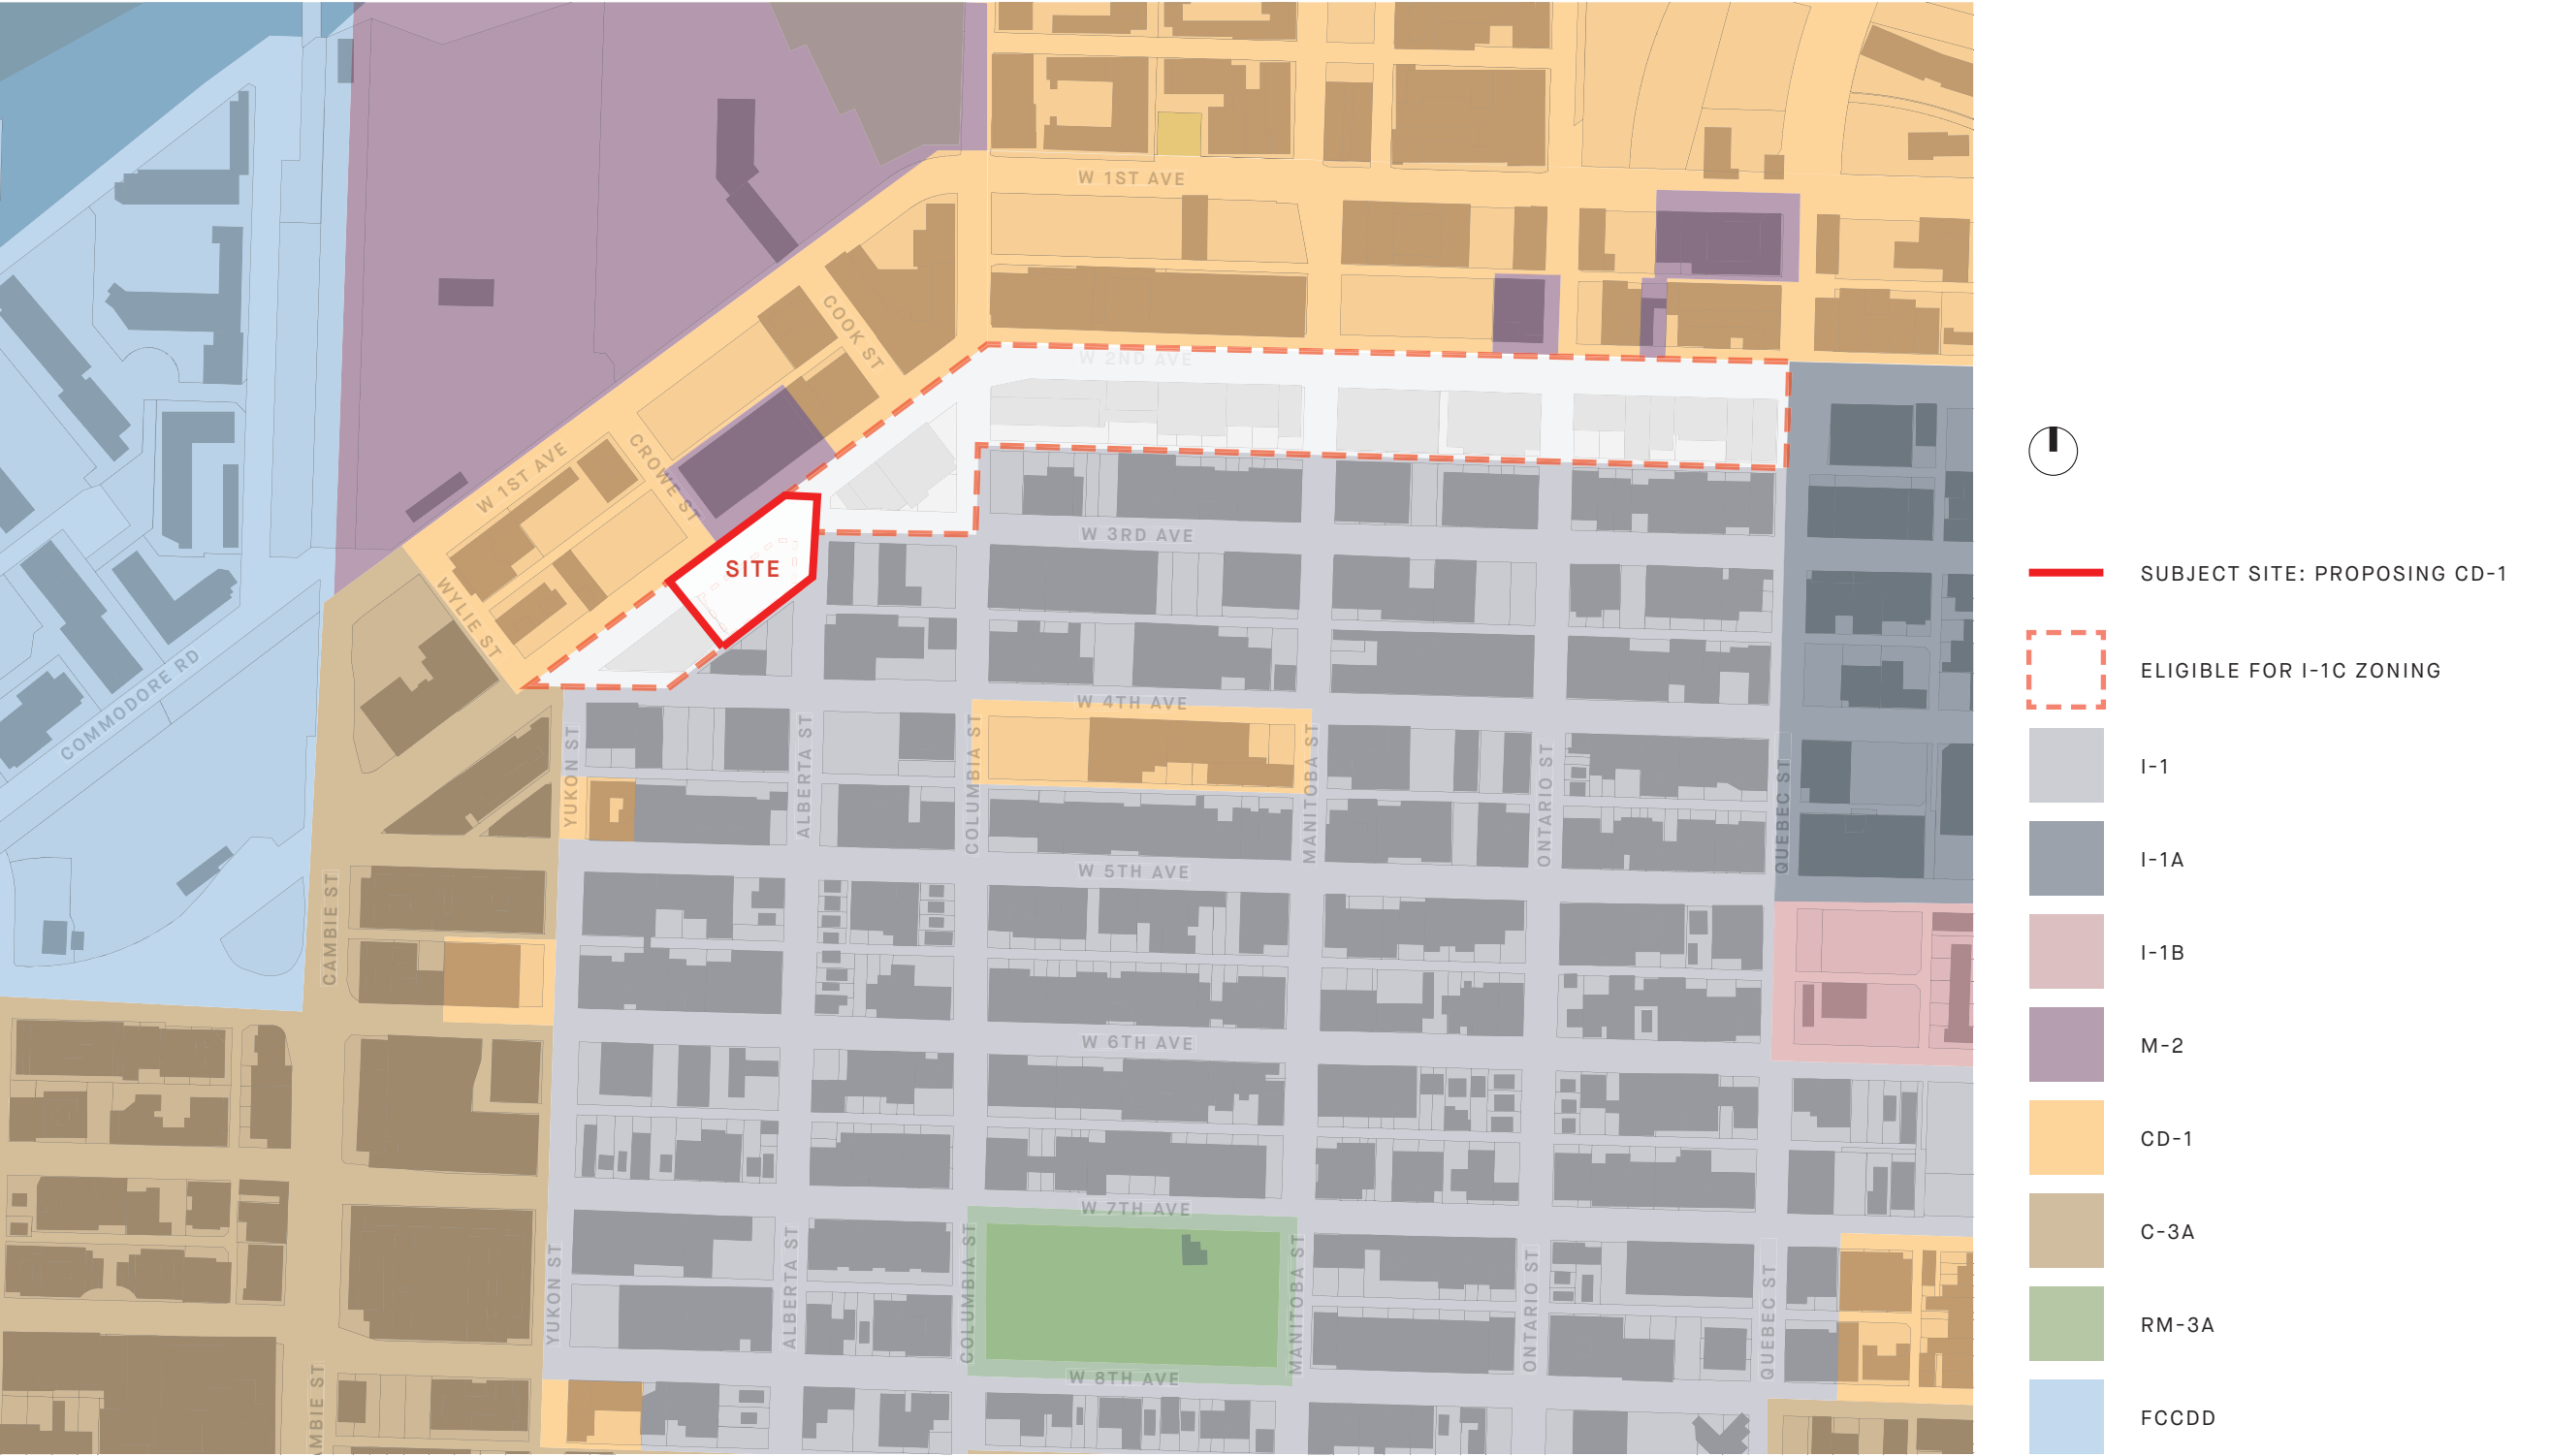 W 1ST AVE
COOK ST
W 2ND AVE
CROWE ST
W 1ST AVE
W 3RD AVE
SITE
WYLIE ST
COMMODORE RD
W 4TH AVE
YUKON ST
ALBERTA ST
COLUMBIA ST
MANITOBA ST
ONTARIO ST
QUEBEC ST
W 5TH AVE
CAMBIE ST
W 6TH AVE
W 7TH AVE
YUKON ST
ALBERTA ST
COLUMBIA ST
MANITOBA ST
ONTARIO ST
QUEBEC ST
W 8TH AVE
MBIE ST
SUBJECT SITE: PROPOSING CD-1
ELIGIBLE FOR I-1C ZONING
I-1
I-1A
I-1B
M-2
CD-1
C-3A
RM-3A
FCCDD